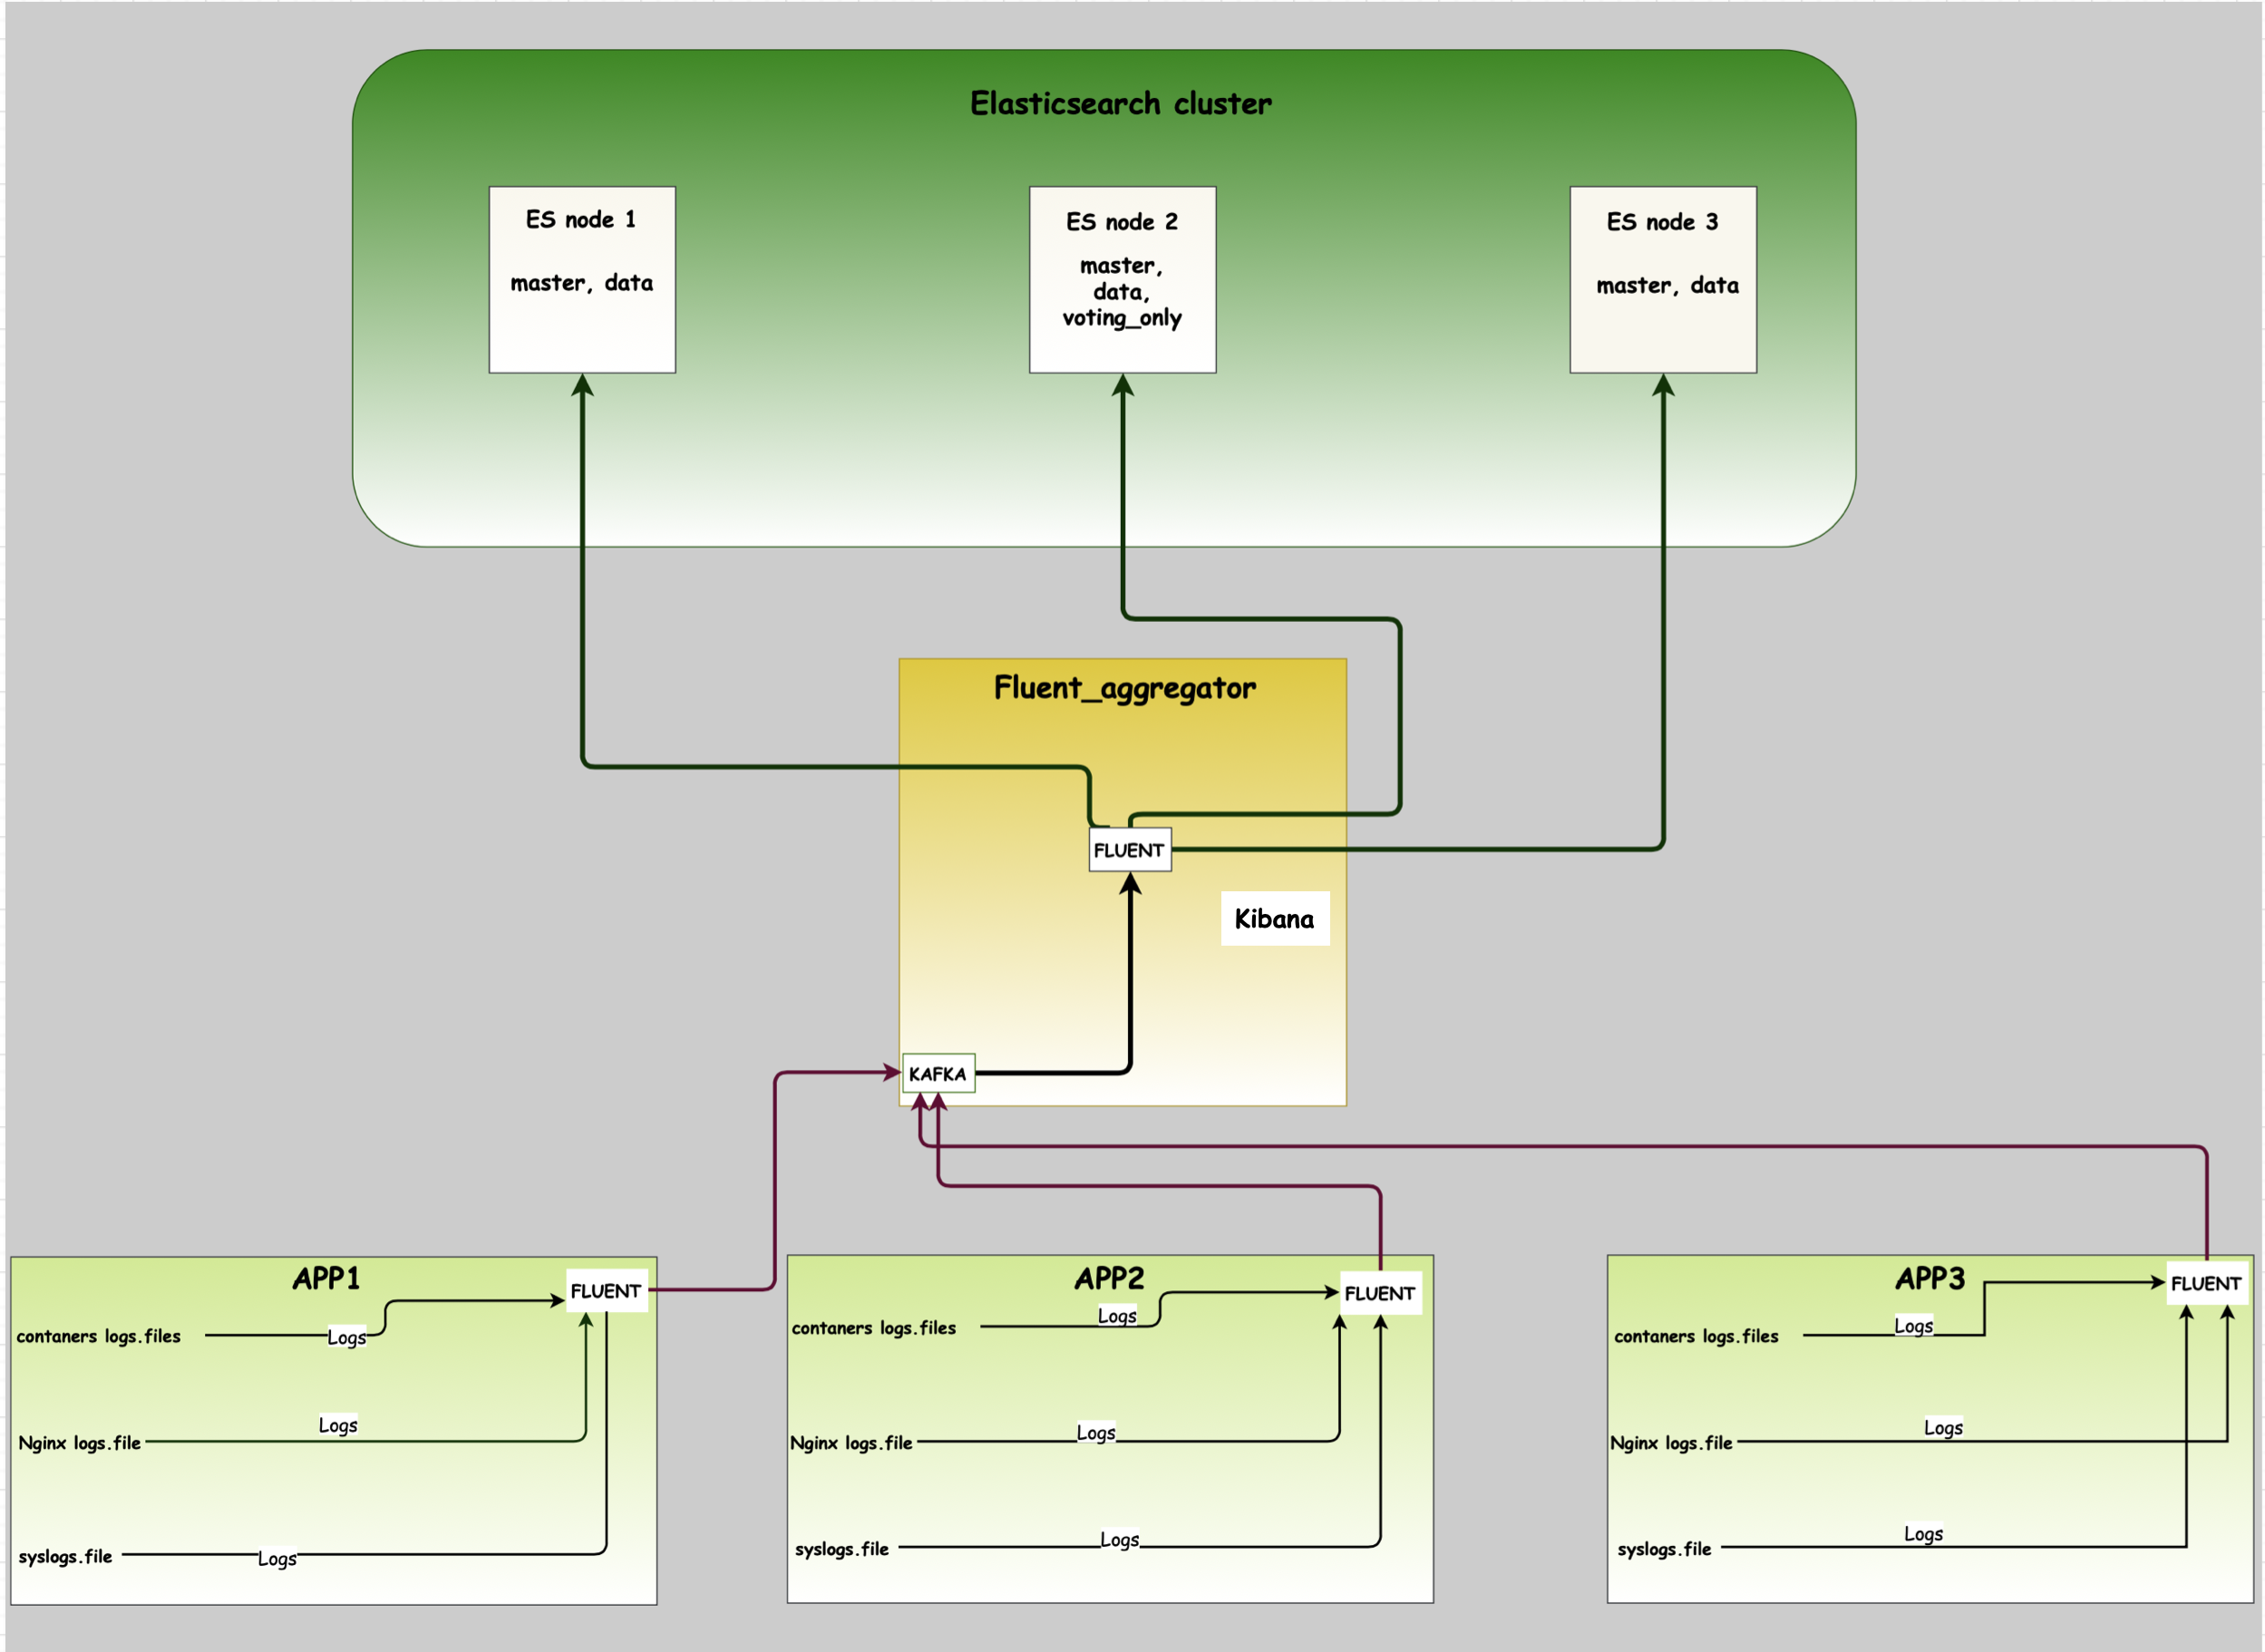 Elasticsearch cluster
ES node 1
master, data
ES node 2
master,
data,
voting_only
ES node 3
master, data
Fluent_aggregator
FLUENT
Kibana
KAFKA
APP1
FLUENT
contaners logs.files
Logs
Nginx logs.file
Logs
syslogs.file
Logs
APP2
FLUENT
contaners logs.files
Logs
Nginx logs.file
Logs
syslogs.file
Logs
APP3
FLUENT
contaners logs.files
Logs
Nginx logs.file
Logs
syslogs.file
Logs